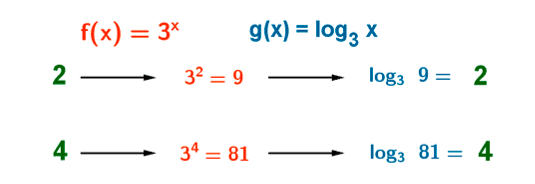 f(x) = 3ˣ g(x) = log₃ x
2 3² = 9 log₃ 9 = 2
4 3⁴ = 81 log₃ 81 = 4